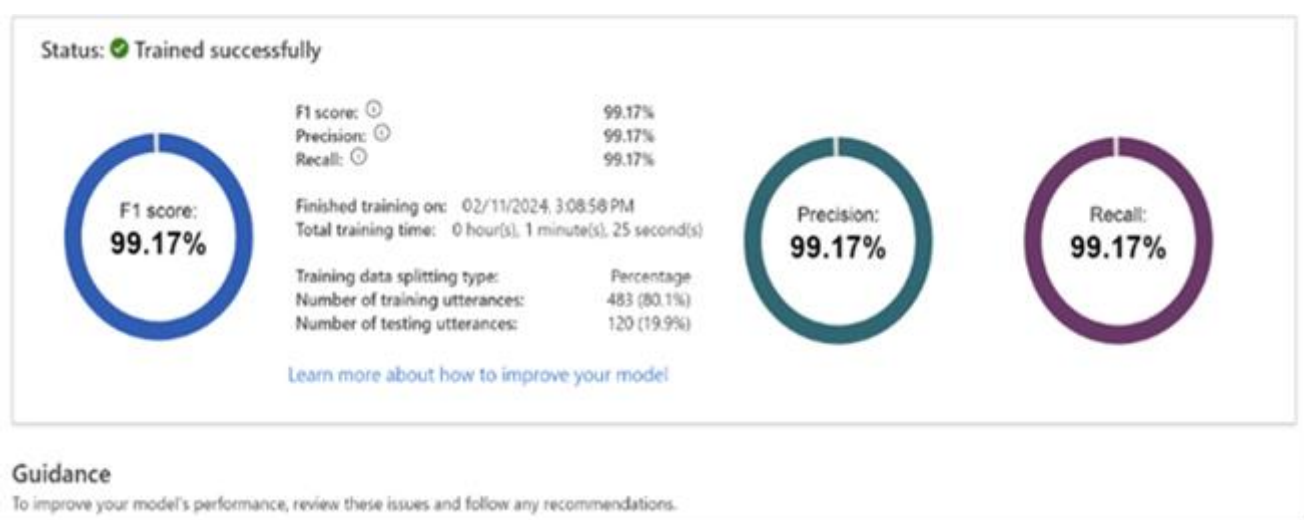 Status: Trained successfully
F1 score:
99.17%
F1 score: 99.17%
Precision: 99.17%
Recall: 99.17%
Finished training on: 02/11/2024, 3:08:58 PM
Total training time: 0 hour(s), 1 minute(s), 25 second(s)
Training data splitting type: Percentage
Number of training utterances: 483 (80.1%)
Number of testing utterances: 120 (19.9%)
Learn more about how to improve your model
Precision:
99.17%
Recall:
99.17%
Guidance
To improve your model's performance, review these issues and follow any recommendations.